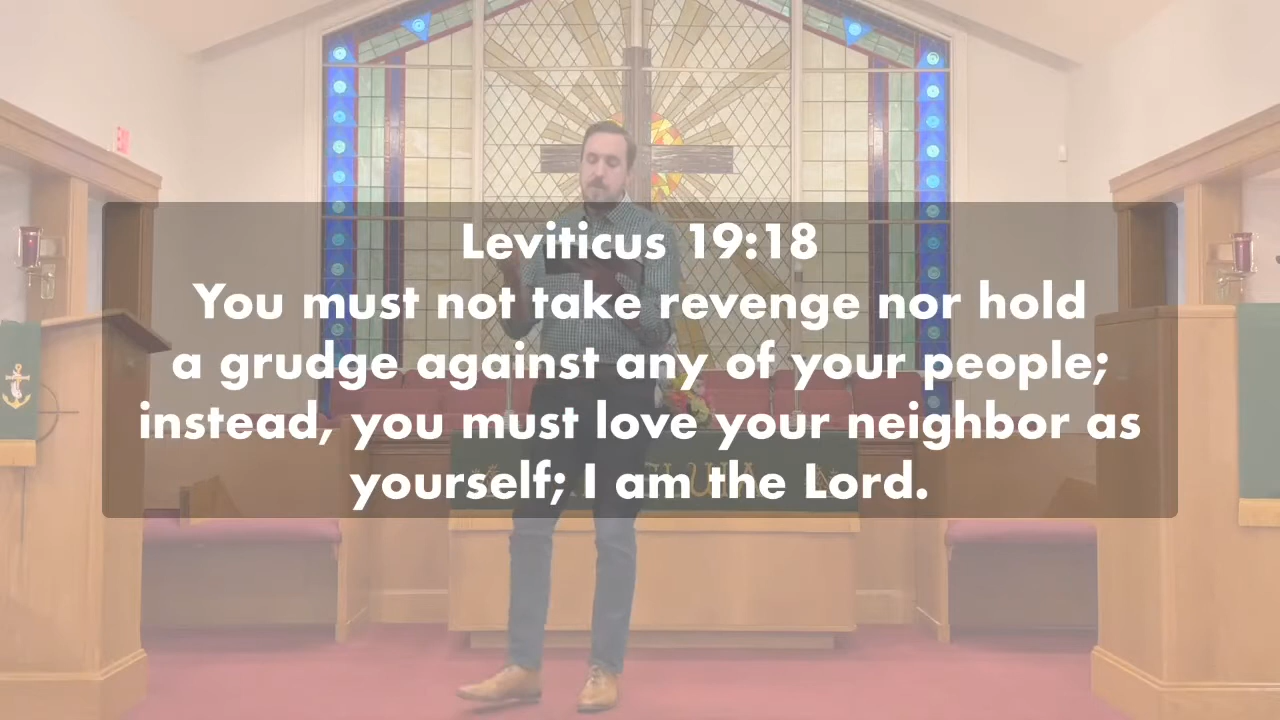 Leviticus 19:18
You must not take revenge nor hold
a grudge against any of your people;
instead, you must love your neighbor as
yourself; I am the Lord.